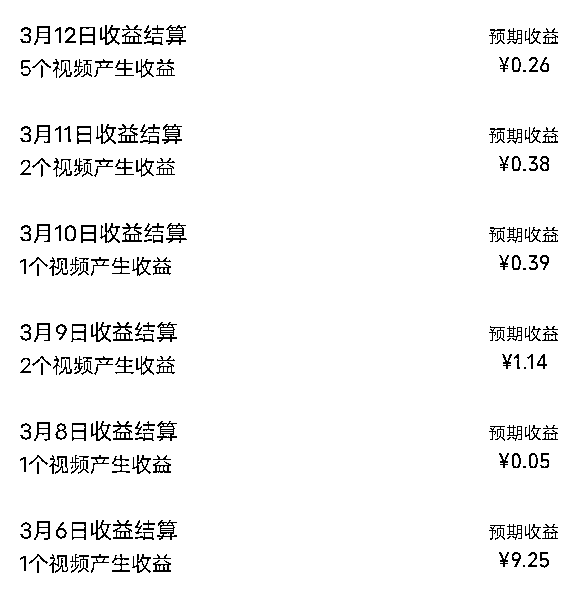 3月12日收益结算 预期收益
5个视频产生收益 ¥0.26
3月11日收益结算 预期收益
2个视频产生收益 ¥0.38
3月10日收益结算 预期收益
1个视频产生收益 ¥0.39
3月9日收益结算 预期收益
2个视频产生收益 ¥1.14
3月8日收益结算 预期收益
1个视频产生收益 ¥0.05
3月6日收益结算 预期收益
1个视频产生收益 ¥9.25